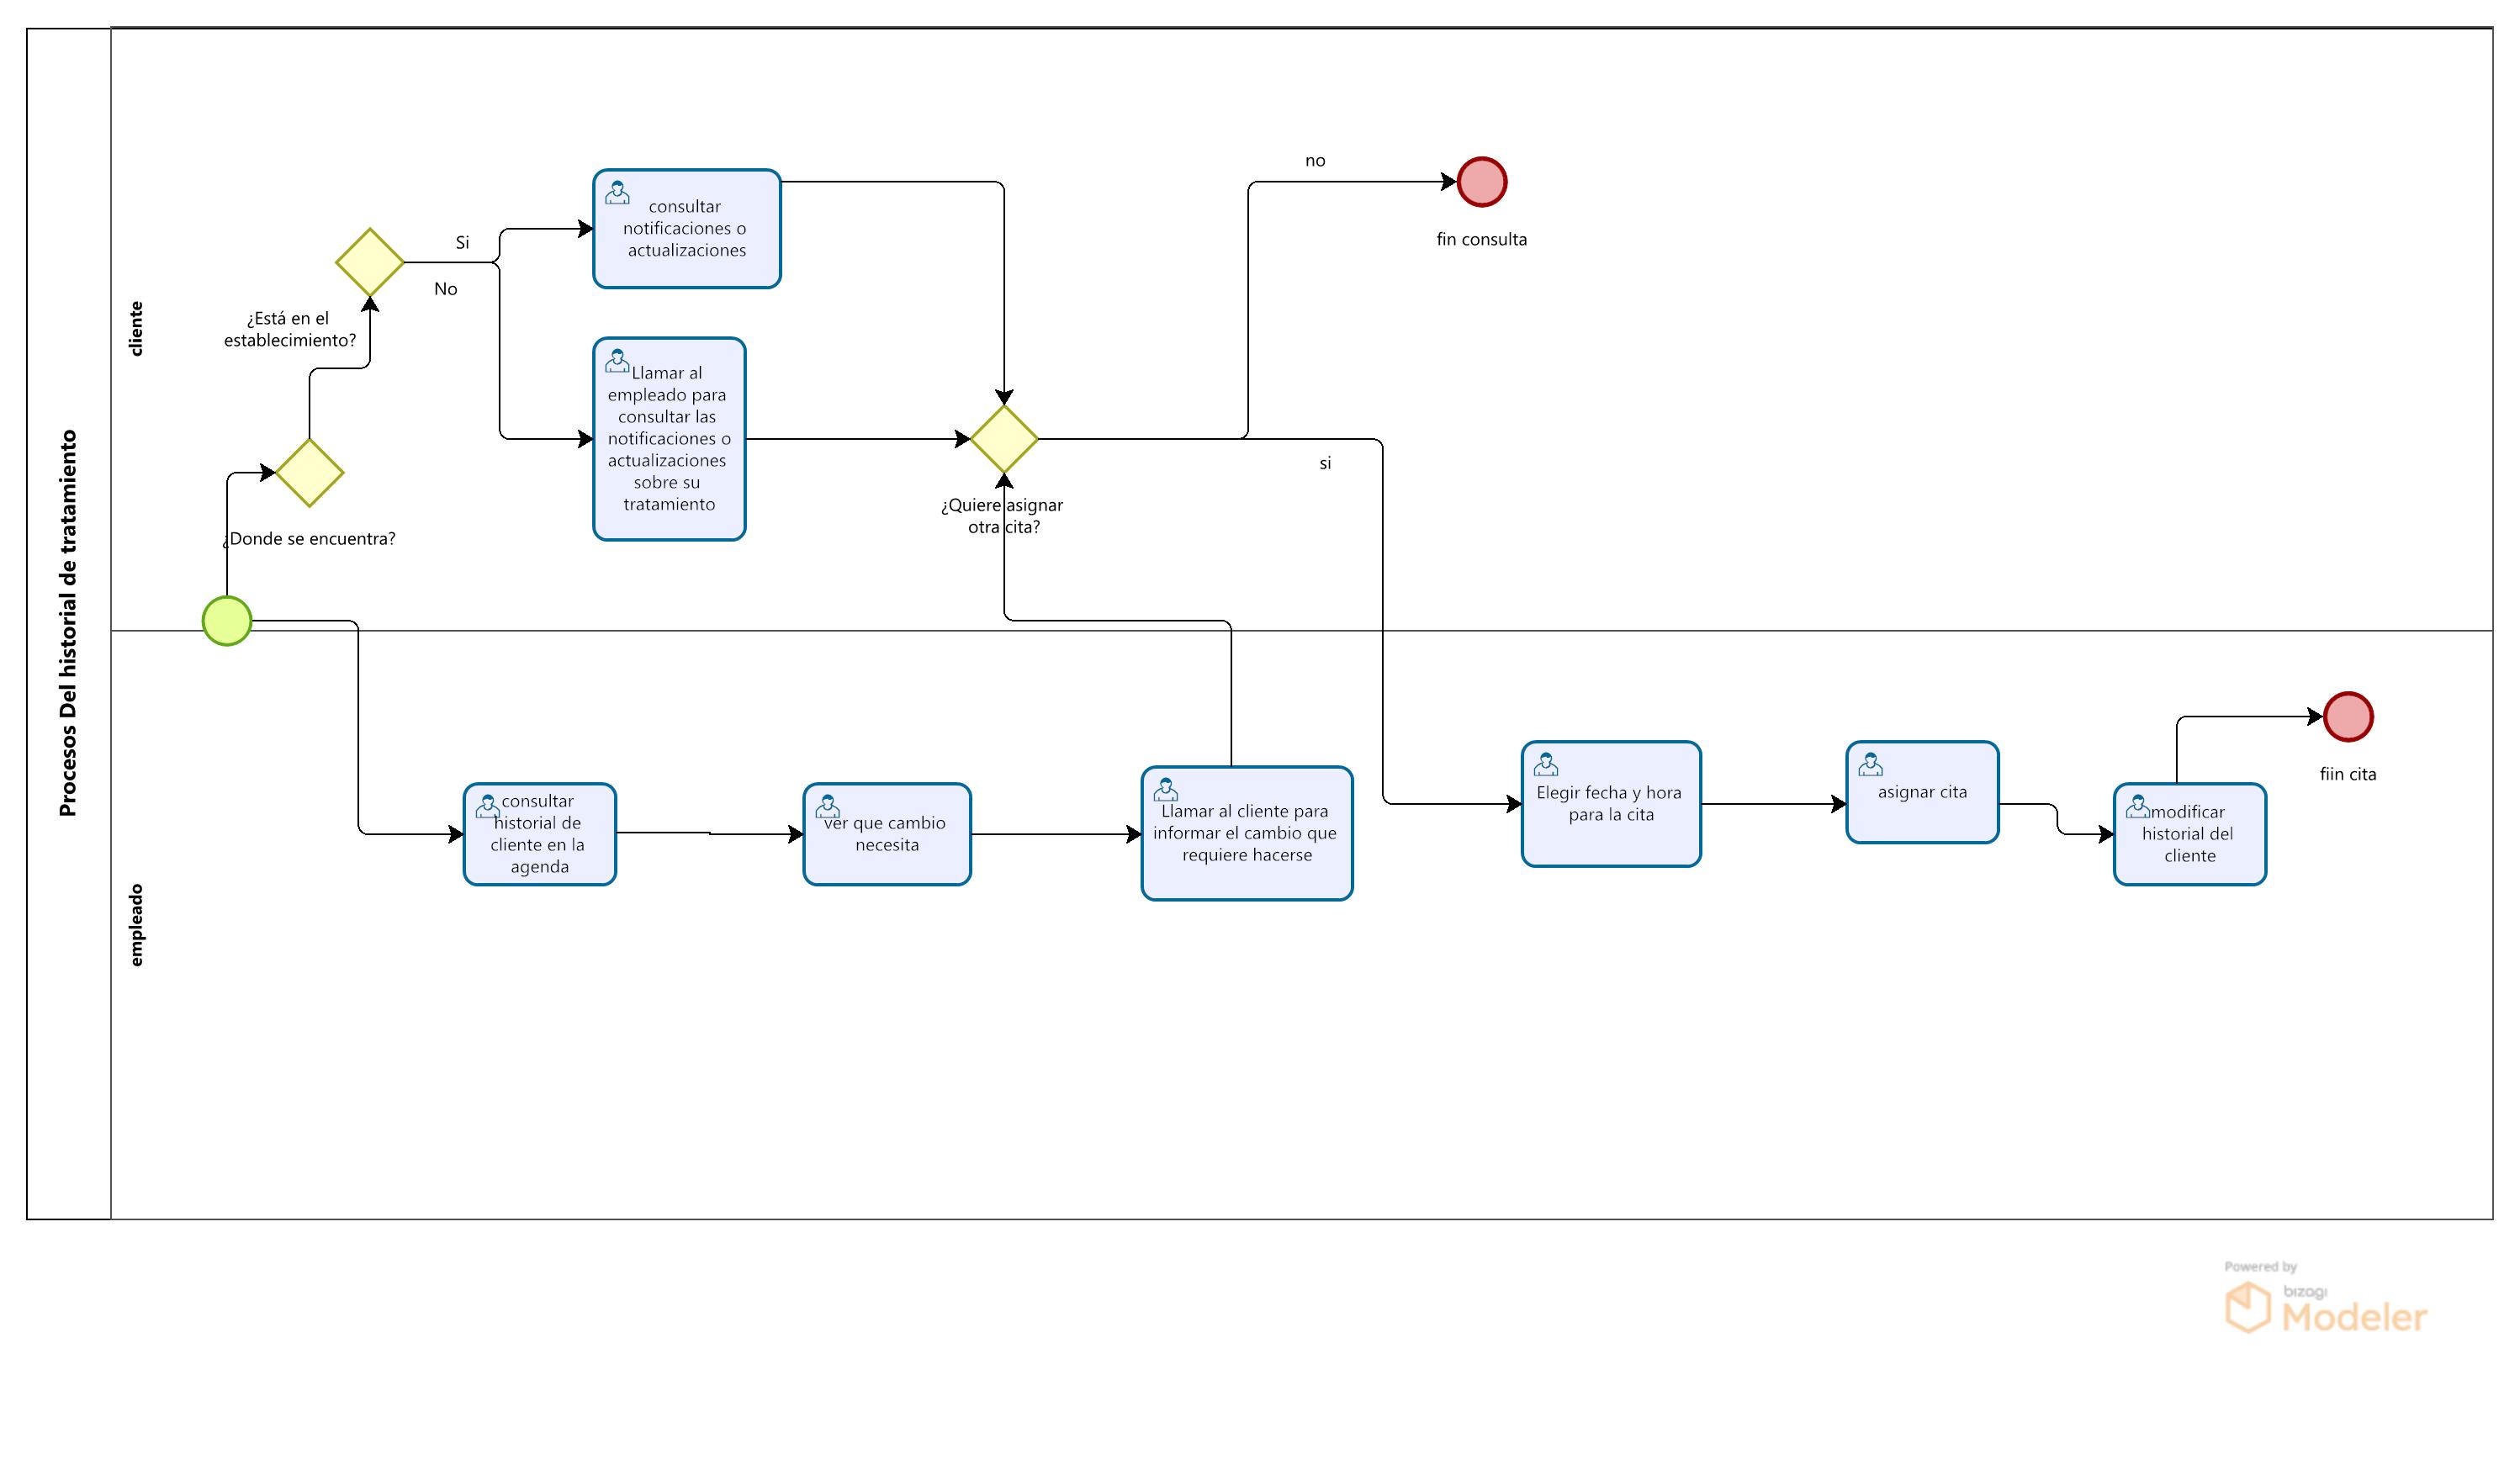 Procesos Del historial de tratamiento
cliente
empleado
¿Donde se encuentra?
¿Está en el
establecimiento?
Si
No
consultar
notificaciones o
actualizaciones
Llamar al
empleado para
consultar las
notificaciones o
actualizaciones
sobre su
tratamiento
¿Quiere asignar
otra cita?
no
si
fin consulta
consultar
historial de
cliente en la
agenda
ver que cambio
necesita
Llamar al cliente para
informar el cambio que
requiere hacerse
Elegir fecha y hora
para la cita
asignar cita
modificar
historial del
cliente
fiin cita
Powered by
bizagi
Modeler